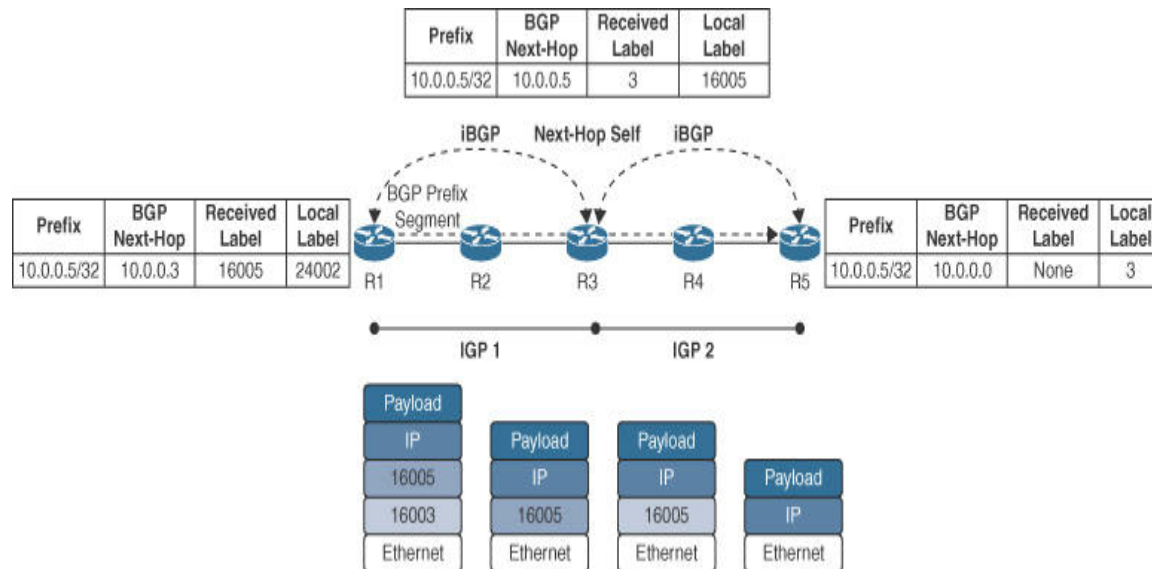 Prefix BGP Next-Hop Received Label Local Label
10.0.0.5/32 10.0.0.5 3 16005
iBGP Next-Hop Self iBGP
BGP Prefix
Segment
Prefix BGP Next-Hop Received Label Local Label
10.0.0.5/32 10.0.0.3 16005 24002
R1 R2 R3 R4 R5
Prefix BGP Next-Hop Received Label Local Label
10.0.0.5/32 10.0.0.0 None 3
IGP 1 IGP 2
Payload
IP
16005
16003
Ethernet
Payload
IP
16005
Ethernet
Payload
IP
16005
Ethernet
Payload
IP
Ethernet